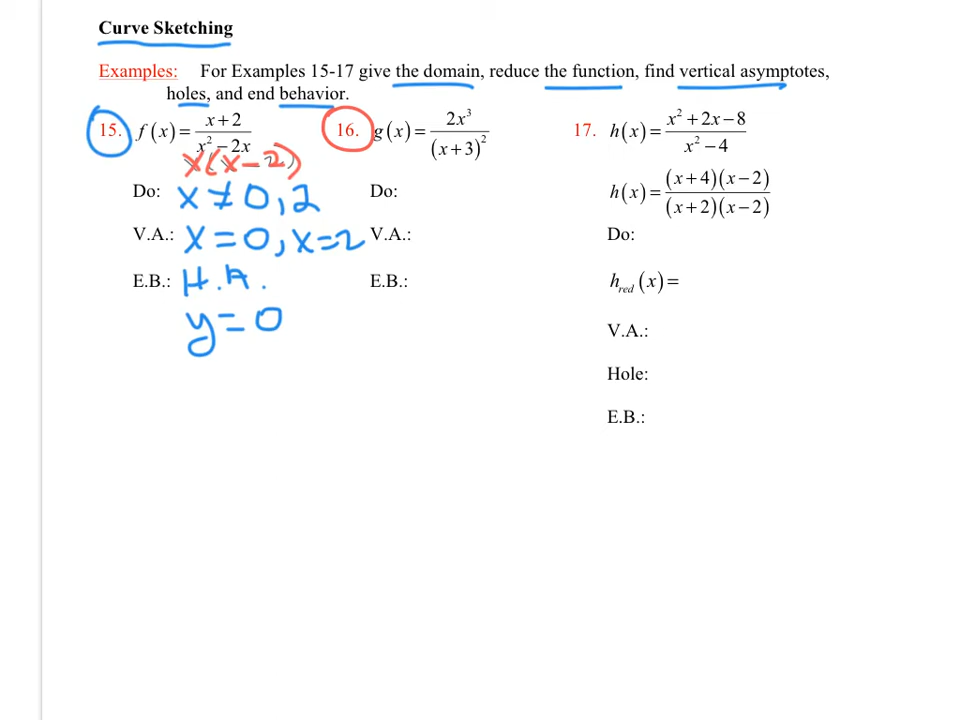 Curve Sketching
Examples: For Examples 15-17 give the domain, reduce the function, find vertical asymptotes,
holes, and end behavior.
15. f(x) = (x+2)/(x² − 2x)
x(x−2)
Do: x ≠ 0, 2
V.A.: x = 0, x = 2
E.B.: H.A.
y = 0
16. g(x) = 2x³/(x+3)²
Do:
V.A.:
E.B.:
17. h(x) = (x² + 2x − 8)/(x² − 4)
h(x) = (x+4)(x−2)/(x+2)(x−2)
Do:
h_red(x) =
V.A.:
Hole:
E.B.: